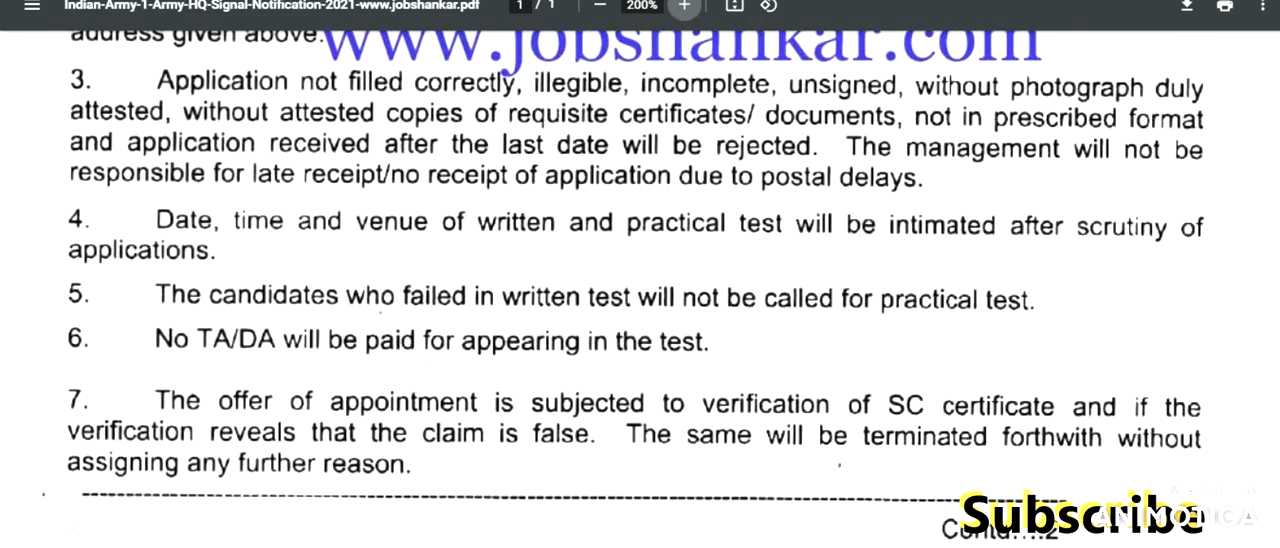 Indian-Army-1-Army-HQ-Signal-Notification-2021-www.jobshankar.pdf 1 / 1 200%
address given above.
www.jobshankar.com
3. Application not filled correctly, illegible, incomplete, unsigned, without photograph duly
attested, without attested copies of requisite certificates/ documents, not in prescribed format
and application received after the last date will be rejected. The management will not be
responsible for late receipt/no receipt of application due to postal delays.
4. Date, time and venue of written and practical test will be intimated after scrutiny of
applications.
5. The candidates who failed in written test will not be called for practical test.
6. No TA/DA will be paid for appearing in the test.
7. The offer of appointment is subjected to verification of SC certificate and if the
verification reveals that the claim is false. The same will be terminated forthwith without
assigning any further reason.
Subscribe
ANIMOTICA